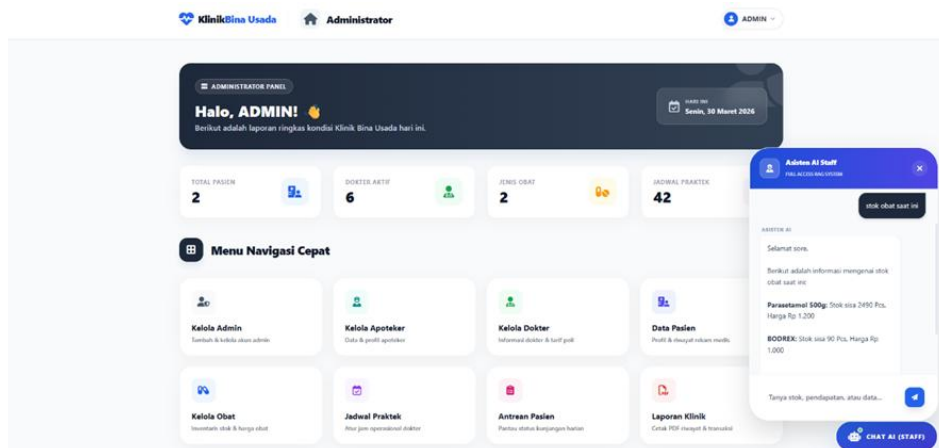 KlinikBina Usada
Administrator
ADMIN
ADMINISTRATOR PANEL
Halo, ADMIN! 👋
Berikut adalah laporan ringkas kondisi Klinik Bina Usada hari ini.
HARI INI
Senin, 30 Maret 2026
TOTAL PASIEN
2
DOKTER AKTIF
6
JENIS OBAT
2
JADWAL PRAKTEK
42
Menu Navigasi Cepat
Kelola Admin
Tambah & kelola akun admin
Kelola Apoteker
Data & profil apoteker
Kelola Dokter
Informasi dokter & tarif poli
Data Pasien
Profil & riwayat rekam medis
Kelola Obat
Inventaris stok & harga obat
Jadwal Praktek
Atur jam operasional dokter
Antrean Pasien
Pantau status kunjungan harian
Laporan Klinik
Cetak PDF riwayat & transaksi
Asisten AI Staff
FULL ACCESS RAG SYSTEM
stok obat saat ini
ASISTEN AI
Selamat sore.
Berikut adalah informasi mengenai stok
obat saat ini:
Parasetamol 500g: Stok sisa 2490 Pcs,
Harga Rp 1.200
BODREX: Stok sisa 90 Pcs, Harga Rp
1.000
Tanya stok, pendapatan, atau data...
CHAT AI (STAFF)